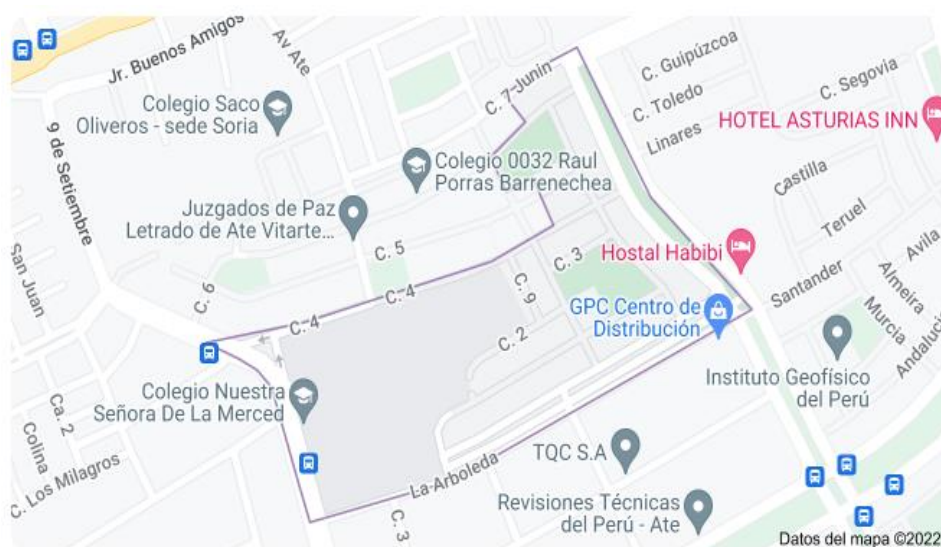 Jr. Buenos Amigos
Av Ate
C. 7-Junin
C. Guipúzcoa
C. Segovia
C. Toledo
Linares
HOTEL ASTURIAS INN
Colegio Saco
Oliveros - sede Soria
9 de Setiembre
Colegio 0032 Raul
Porras Barrenechea
Castilla
Juzgados de Paz
Letrado de Ate Vitarte...
Teruel
Avila
San Juan
C. 5
C. 3
Hostal Habibi
Santander
Almeira
C. 6
C. 4
C. 4
C. 9
GPC Centro de
Distribución
Murcia
Andalucí
C. 2
Instituto Geofísico
del Perú
Colegio Nuestra
Señora De La Merced
Ca. 2
Colina
C. Los Milagros
La Arboleda
TQC S.A
C. 3
Revisiones Técnicas
del Perú - Ate
Datos del mapa ©2022